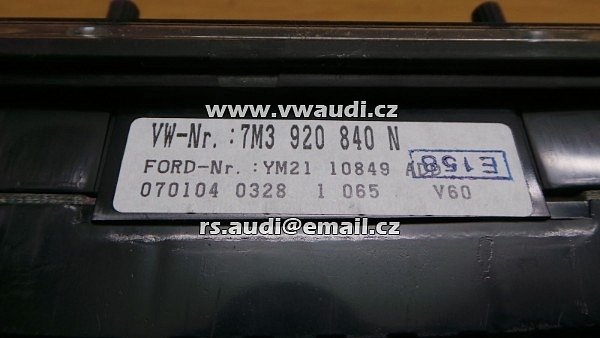 www.vwaudi.cz
VW-Nr. :7M3 920 840 N
FORD-Nr. :YM21 10849
E158
070104 0328 1 065 V60
rs.audi@email.cz